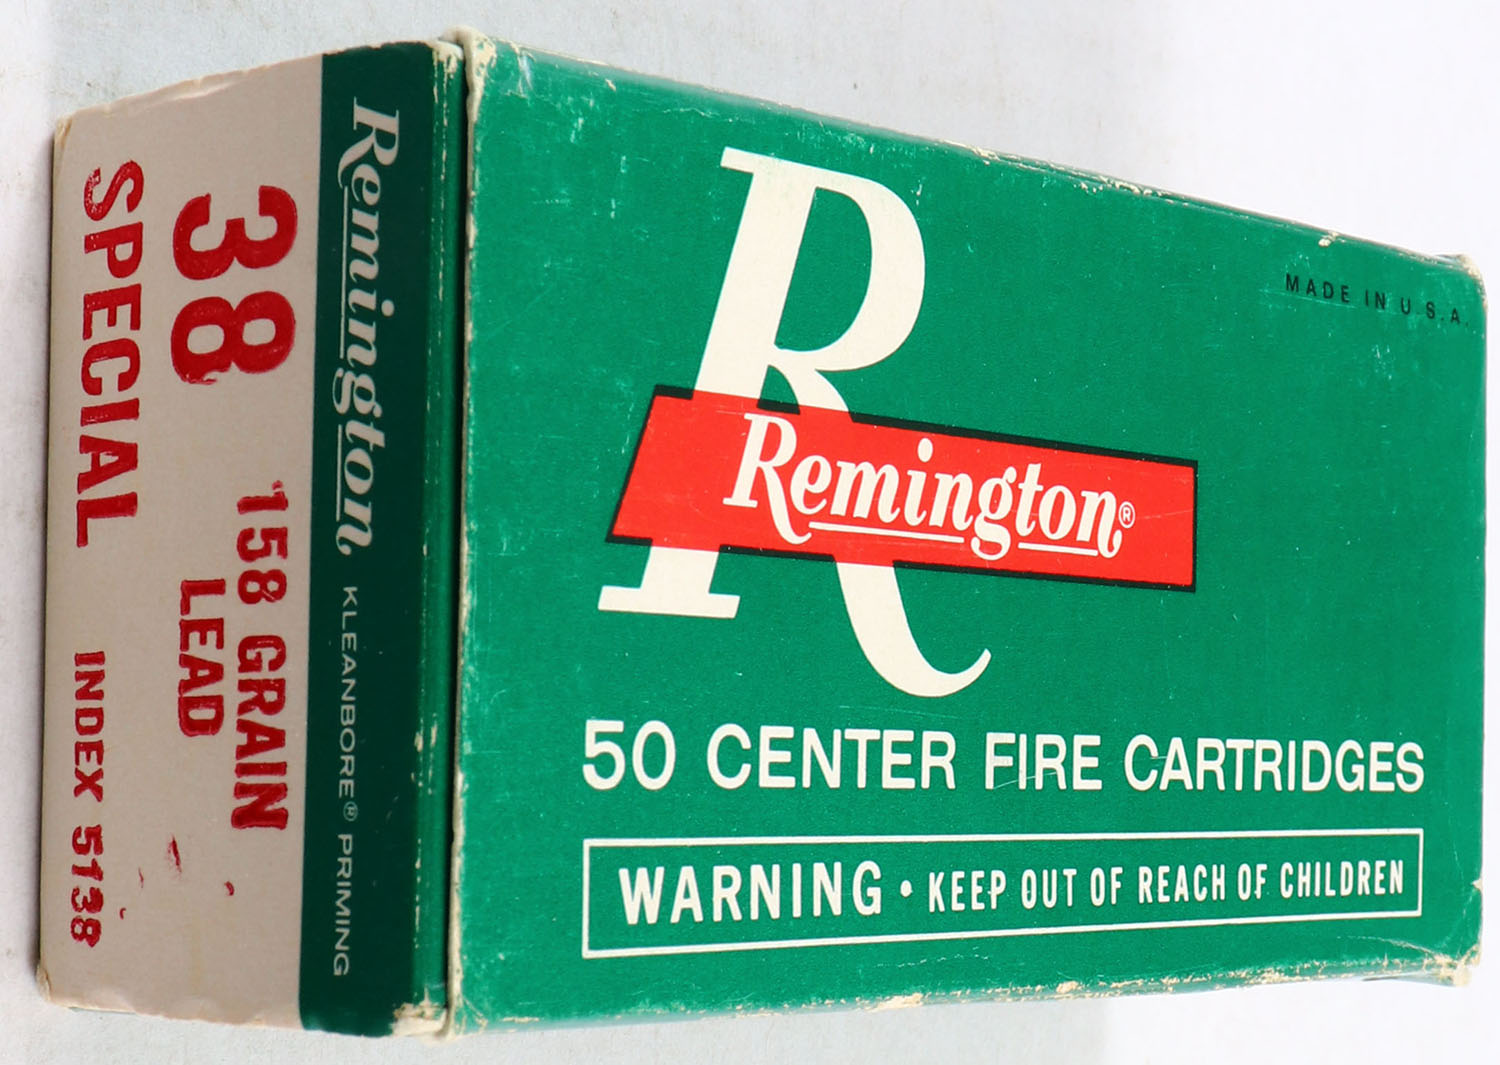 MADE IN U.S.A.
R
Remington®
50 CENTER FIRE CARTRIDGES
WARNING • KEEP OUT OF REACH OF CHILDREN
Remington KLEANBORE® PRIMING
38 158 GRAIN
LEAD
SPECIAL INDEX 5138